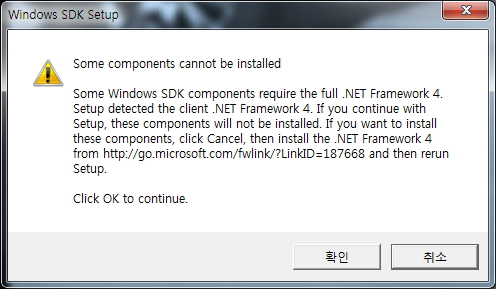 Windows SDK Setup
Some components cannot be installed
Some Windows SDK components require the full .NET Framework 4.
Setup detected the client .NET Framework 4. If you continue with
Setup, these components will not be installed. If you want to install
these components, click Cancel, then install the .NET Framework 4
from http://go.microsoft.com/fwlink/?LinkID=187668 and then rerun
Setup.
Click OK to continue.
확인
취소